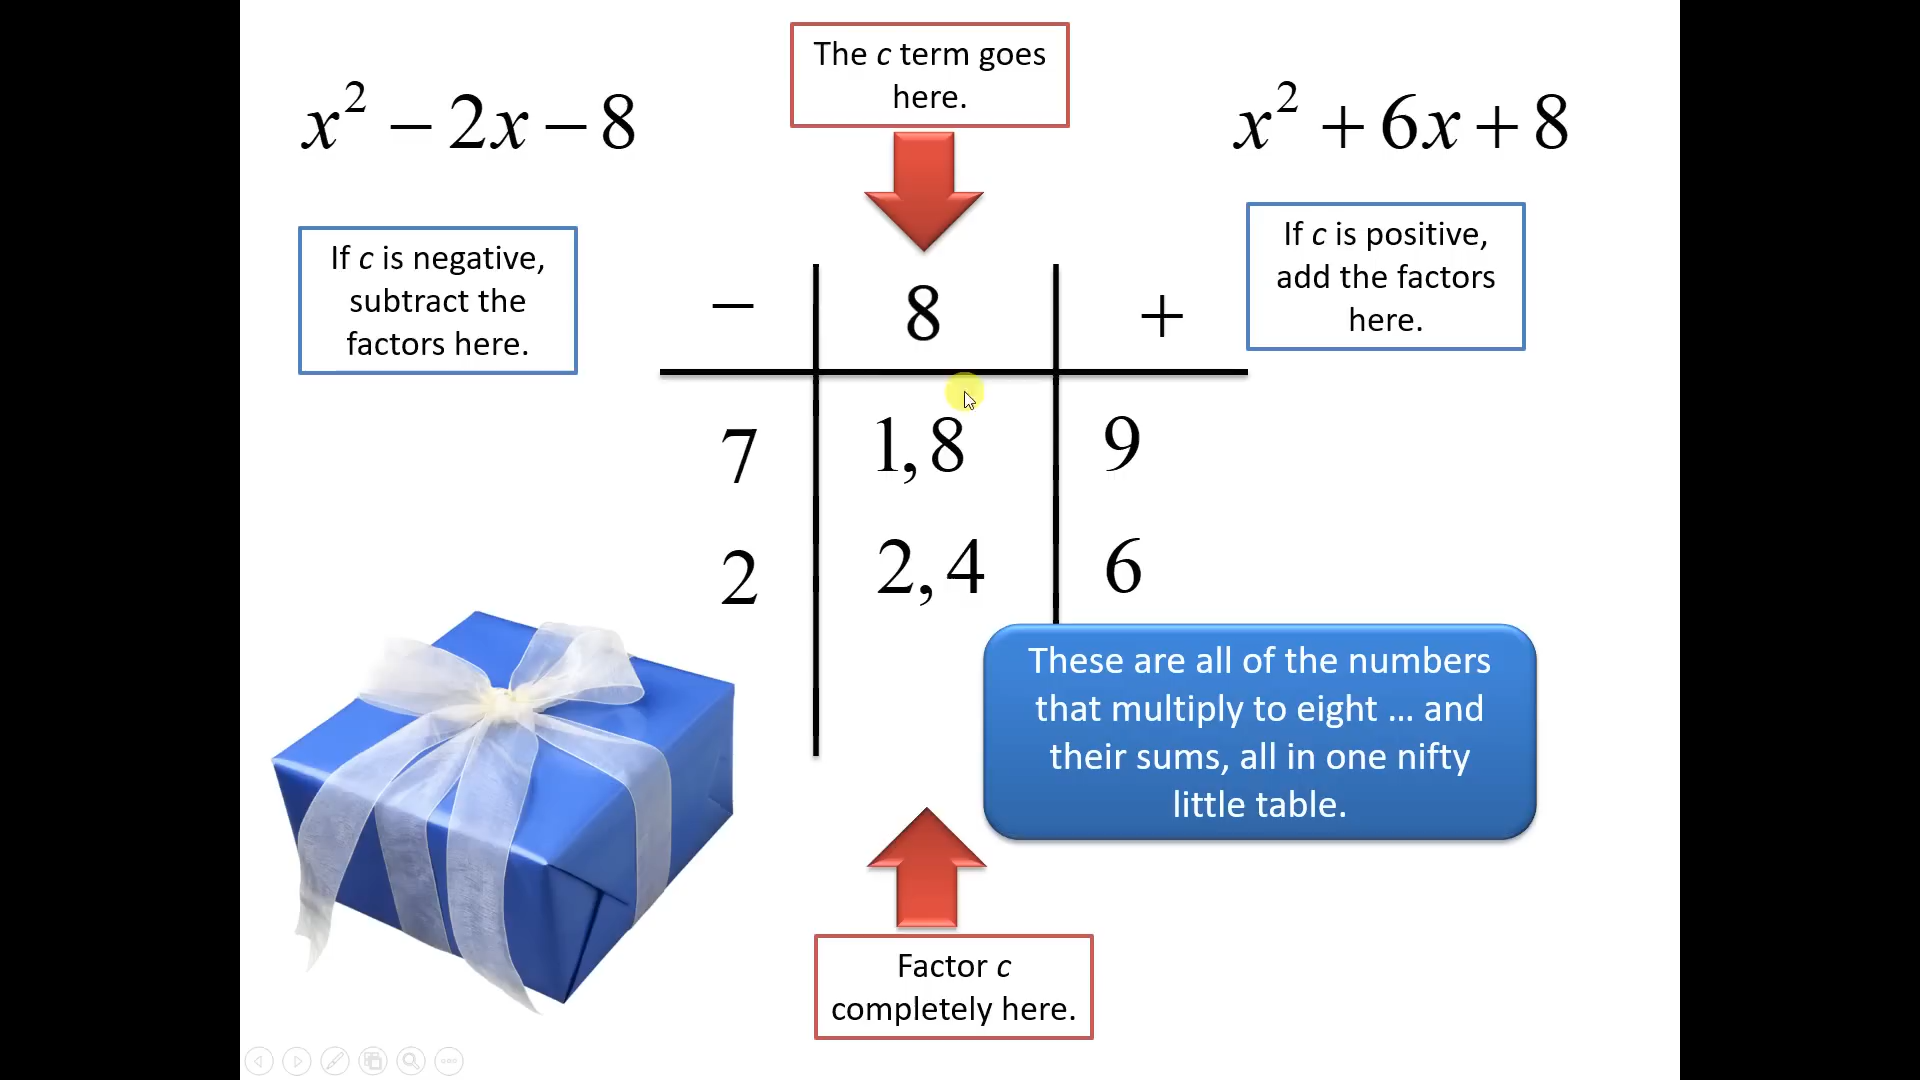 The c term goes
here.
x² − 2x − 8
x² + 6x + 8
If c is negative,
subtract the
factors here.
If c is positive,
add the factors
here.
− 8 +
7 1, 8 9
2 2, 4 6
These are all of the numbers
that multiply to eight ... and
their sums, all in one nifty
little table.
Factor c
completely here.